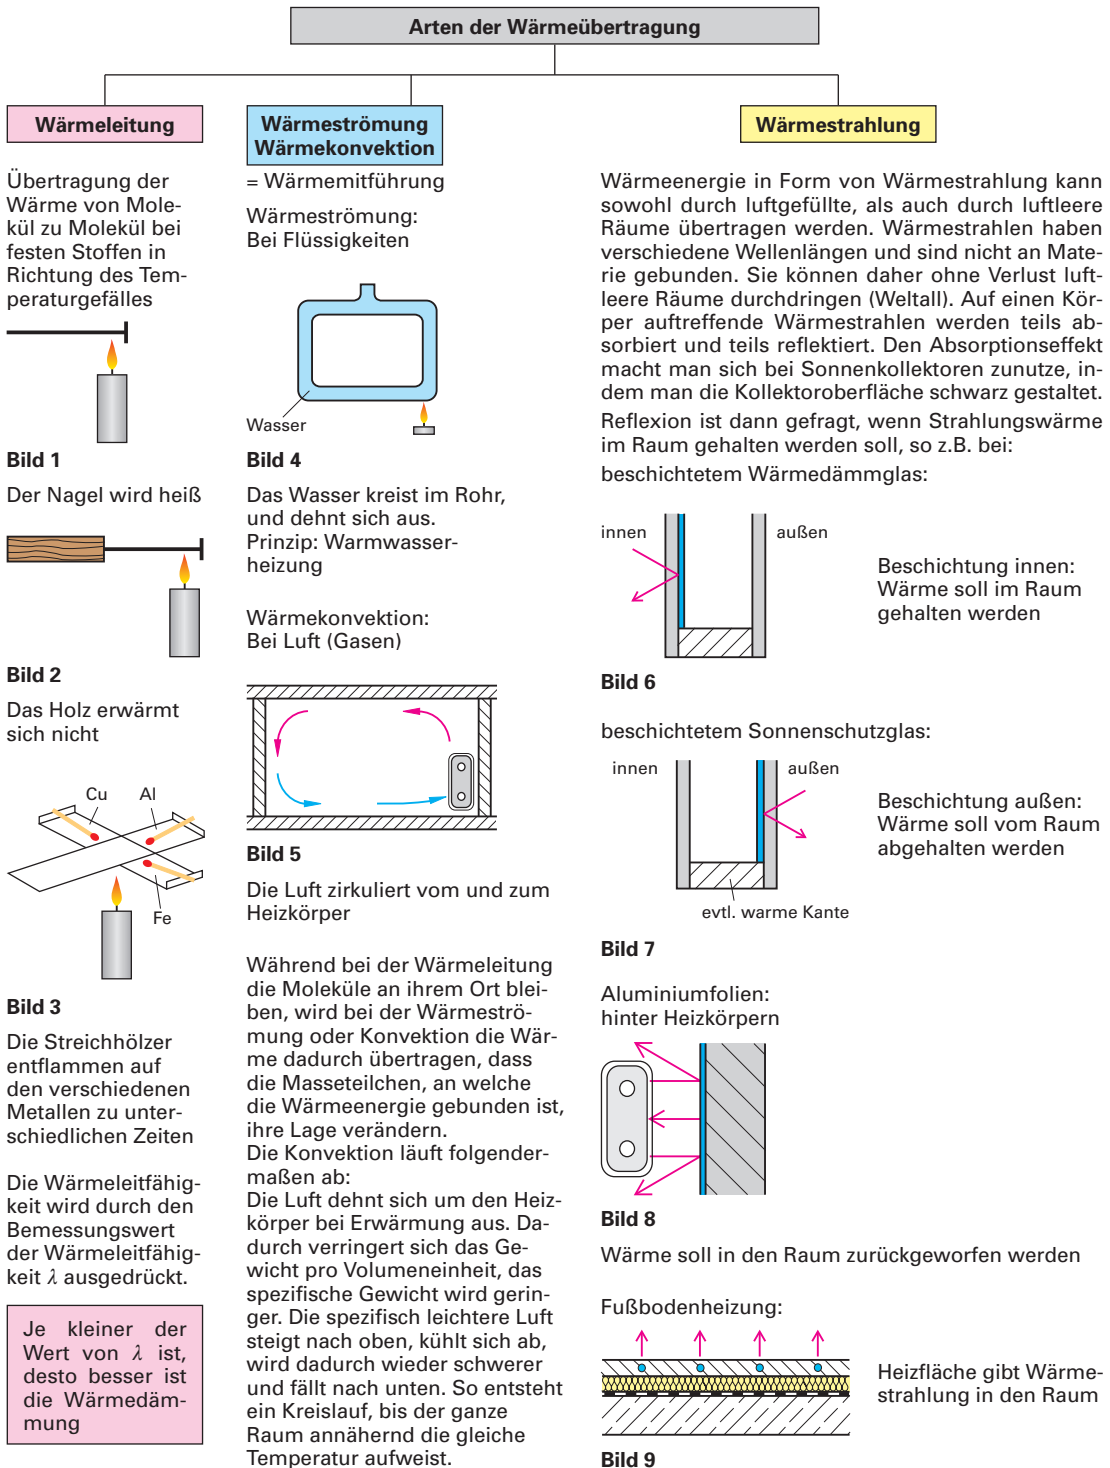 Arten der Wärmeübertragung
Wärmeleitung
Übertragung der
Wärme von Mole-
kül zu Molekül bei
festen Stoffen in
Richtung des Tem-
peraturgefälles
Bild 1
Der Nagel wird heiß
Bild 2
Das Holz erwärmt
sich nicht
Cu
Al
Fe
Bild 3
Die Streichhölzer
entflammen auf
den verschiedenen
Metallen zu unter-
schiedlichen Zeiten
Die Wärmeleitfähig-
keit wird durch den
Bemessungswert
der Wärmeleitfähig-
keit λ ausgedrückt.
Je kleiner der
Wert von λ ist,
desto besser ist
die Wärmedäm-
mung
Wärmeströmung
Wärmekonvektion
= Wärmemitführung
Wärmeströmung:
Bei Flüssigkeiten
Wasser
Bild 4
Das Wasser kreist im Rohr,
und dehnt sich aus.
Prinzip: Warmwasser-
heizung
Wärmekonvektion:
Bei Luft (Gasen)
Bild 5
Die Luft zirkuliert vom und zum
Heizkörper
Während bei der Wärmeleitung
die Moleküle an ihrem Ort blei-
ben, wird bei der Wärmeströ-
mung oder Konvektion die Wär-
me dadurch übertragen, dass
die Masseteilchen, an welche
die Wärmeenergie gebunden ist,
ihre Lage verändern.
Die Konvektion läuft folgender-
maßen ab:
Die Luft dehnt sich um den Heiz-
körper bei Erwärmung aus. Da-
durch verringert sich das Ge-
wicht pro Volumeneinheit, das
spezifische Gewicht wird gerin-
ger. Die spezifisch leichtere Luft
steigt nach oben, kühlt sich ab,
wird dadurch wieder schwerer
und fällt nach unten. So entsteht
ein Kreislauf, bis der ganze
Raum annähernd die gleiche
Temperatur aufweist.
Wärmestrahlung
Wärmeenergie in Form von Wärmestrahlung kann
sowohl durch luftgefüllte, als auch durch luftleere
Räume übertragen werden. Wärmestrahlen haben
verschiedene Wellenlängen und sind nicht an Mate-
rie gebunden. Sie können daher ohne Verlust luft-
leere Räume durchdringen (Weltall). Auf einen Kör-
per auftreffende Wärmestrahlen werden teils ab-
sorbiert und teils reflektiert. Den Absorptionseffekt
macht man sich bei Sonnenkollektoren zunutze, in-
dem man die Kollektoroberfläche schwarz gestaltet.
Reflexion ist dann gefragt, wenn Strahlungswärme
im Raum gehalten werden soll, so z.B. bei:
beschichtetem Wärmedämmglas:
innen
außen
Beschichtung innen:
Wärme soll im Raum
gehalten werden
Bild 6
beschichtetem Sonnenschutzglas:
innen
außen
Beschichtung außen:
Wärme soll vom Raum
abgehalten werden
evtl. warme Kante
Bild 7
Aluminiumfolien:
hinter Heizkörpern
Bild 8
Wärme soll in den Raum zurückgeworfen werden
Fußbodenheizung:
Heizfläche gibt Wärme-
strahlung in den Raum
Bild 9